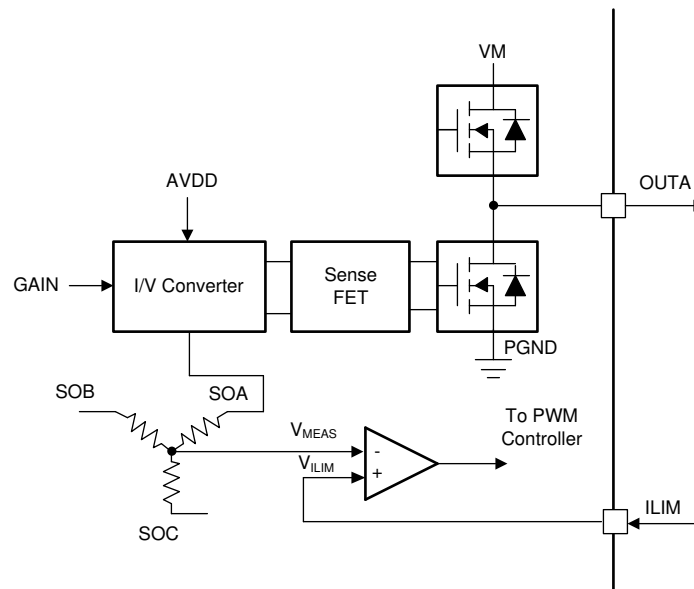 VM
AVDD
OUTA
GAIN
I/V Converter
Sense
FET
PGND
SOB
SOA
SOC
VMEAS
VILIM
-
+
To PWM
Controller
ILIM